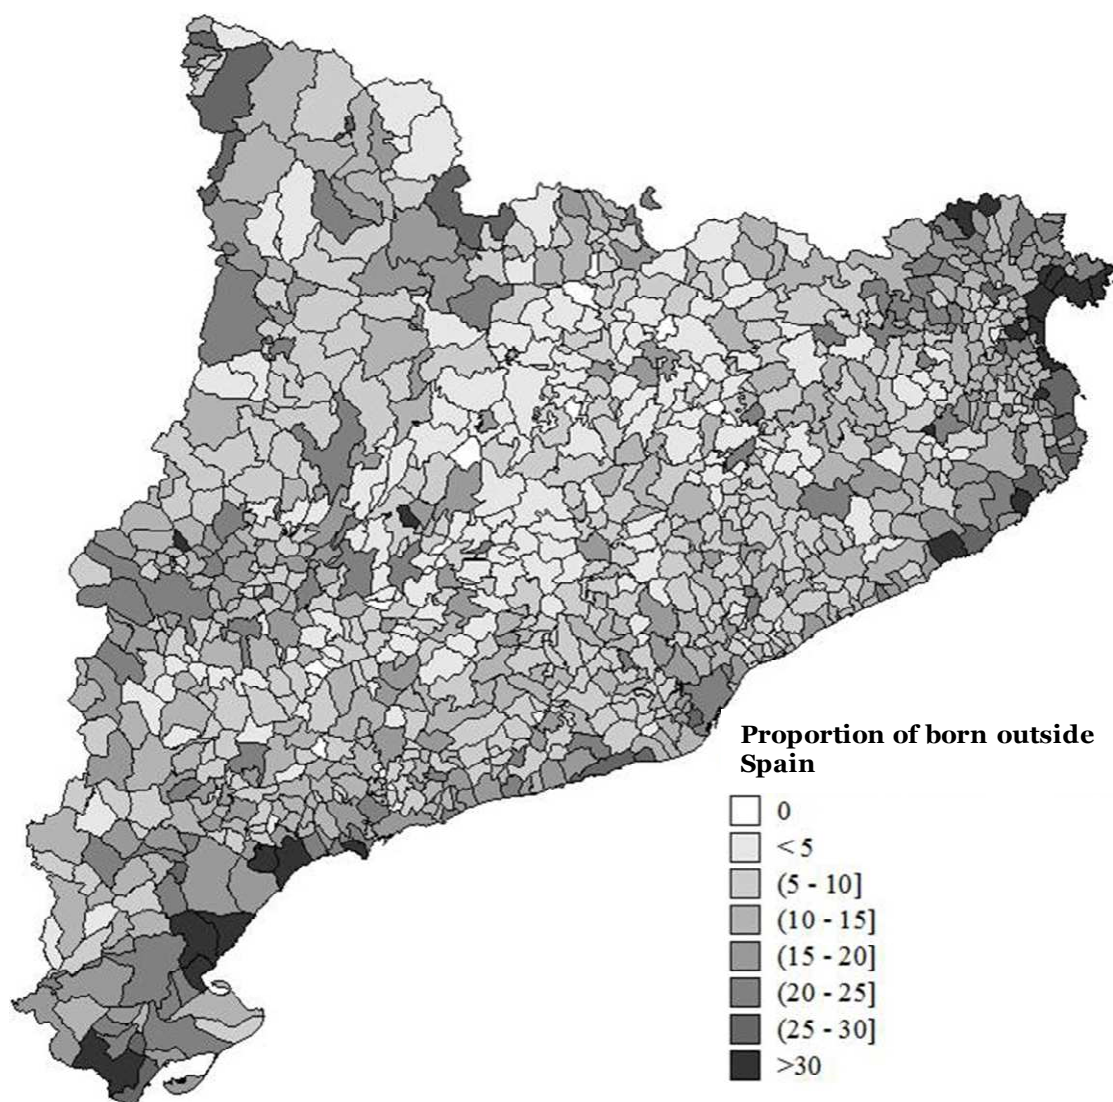 Proportion of born outside
Spain
0
< 5
(5 - 10]
(10 - 15]
(15 - 20]
(20 - 25]
(25 - 30]
>30